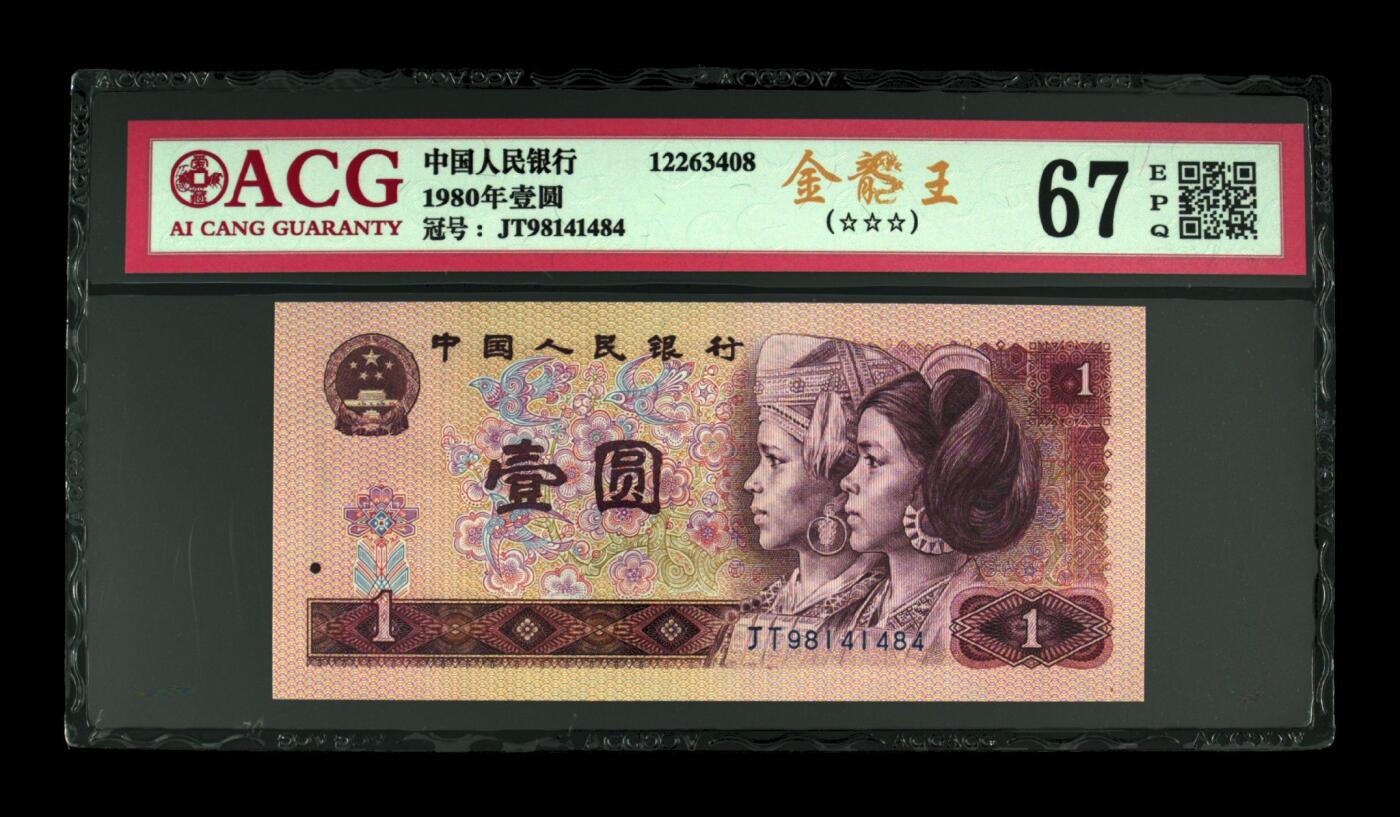 ACG
AI CANG GUARANTY
中国人民银行
1980年壹圆
冠号：JT98141484
12263408
金龍王
(☆☆☆)
67
E
P
Q
中国人民银行
1
壹圆
1
JT98141484
1